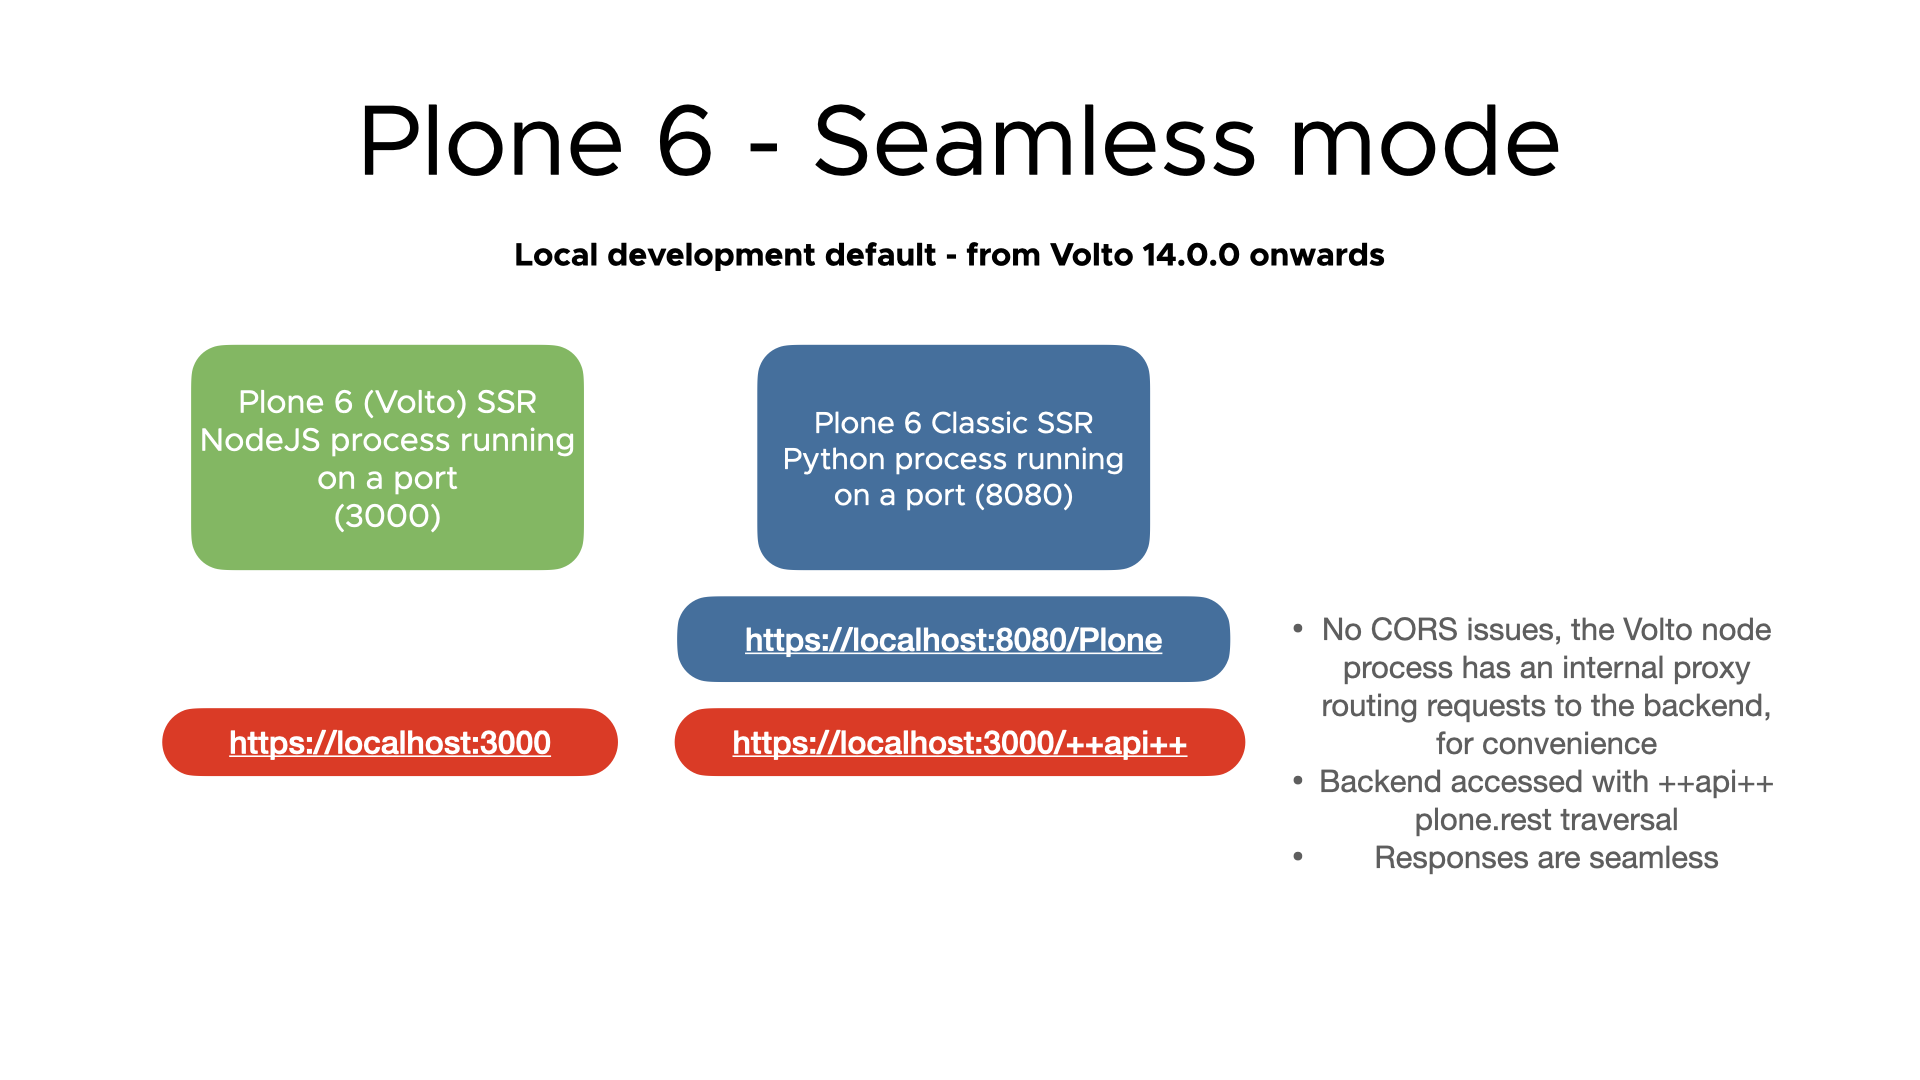 Plone 6 - Seamless mode
Local development default - from Volto 14.0.0 onwards
Plone 6 (Volto) SSR
NodeJS process running
on a port
(3000)
Plone 6 Classic SSR
Python process running
on a port (8080)
https://localhost:8080/Plone
https://localhost:3000
https://localhost:3000/++api++
• No CORS issues, the Volto node
process has an internal proxy
routing requests to the backend,
for convenience
• Backend accessed with ++api++
plone.rest traversal
• Responses are seamless